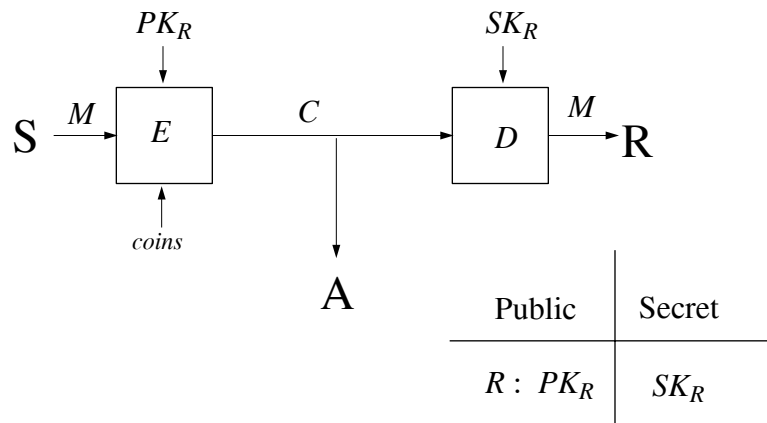 PK_R SK_R
M C M
S E D R
coins
A
Public Secret
R : PK_R SK_R